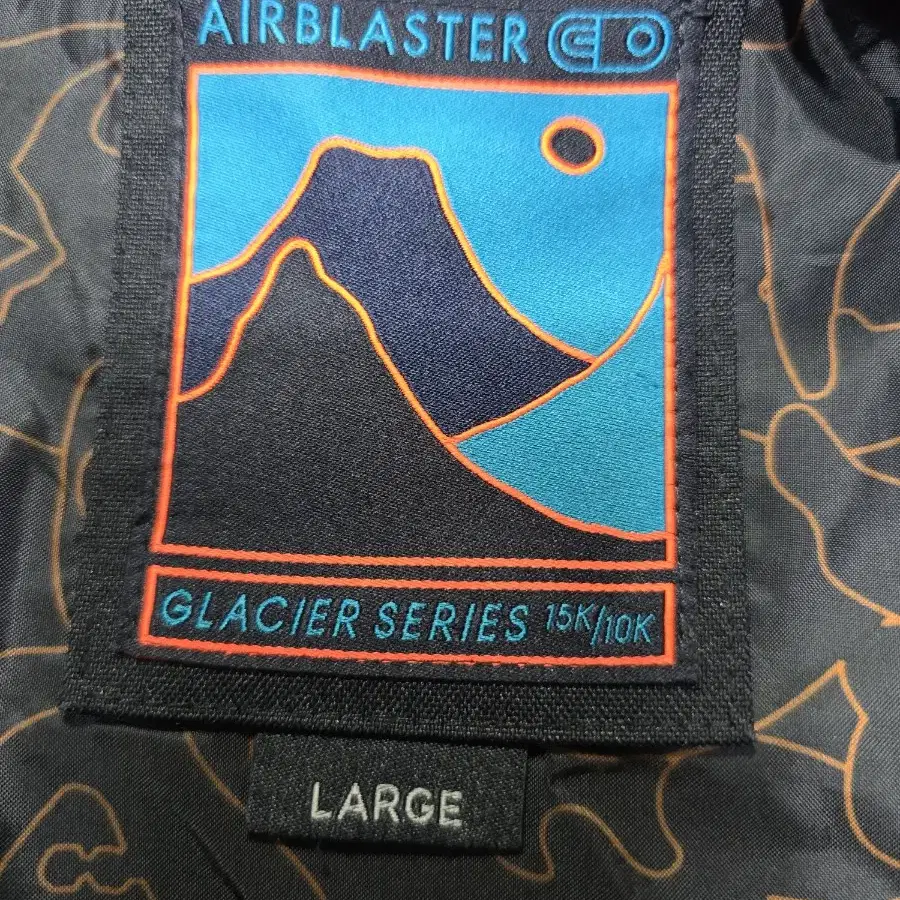 AIRBLASTER
GLACIER SERIES 15K/10K
LARGE